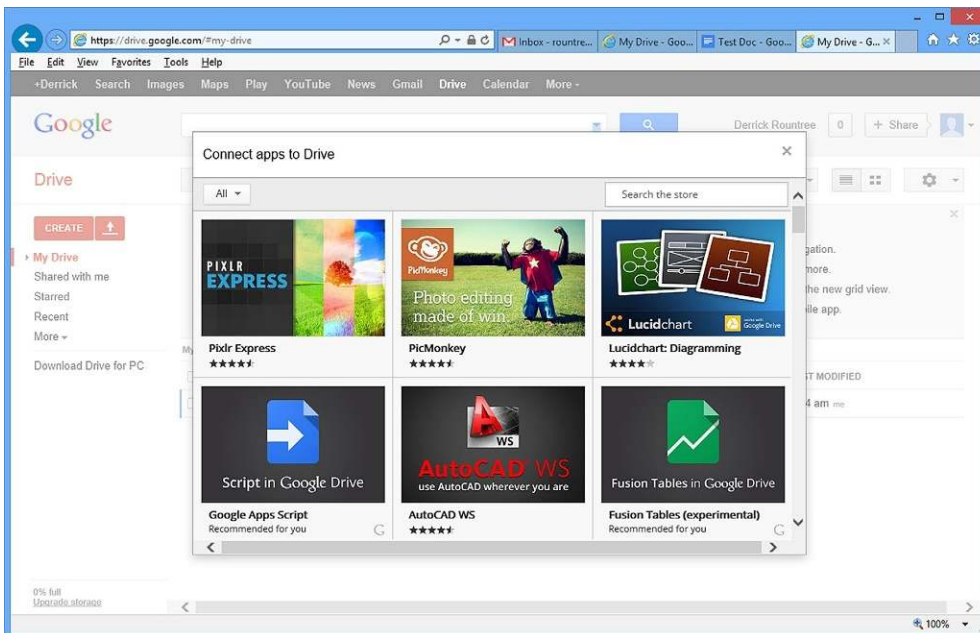 https://drive.google.com/#my-drive
Inbox - rountre...
My Drive - Goo...
Test Doc - Goo...
My Drive - G...
File Edit View Favorites Tools Help
+Derrick Search Images Maps Play YouTube News Gmail Drive Calendar More
Google
Derrick Rountree 0 + Share
Connect apps to Drive
Drive
All
Search the store
CREATE
My Drive
Shared with me
Starred
Recent
More
Download Drive for PC
PIXLR
EXPRESS
PicMonkey
Photo editing
made of win.
Lucidchart
works with
Google Drive
gation.
more.
the new grid view.
ile app.
Pixlr Express
PicMonkey
Lucidchart: Diagramming
My
ST MODIFIED
4 am me
Script in Google Drive
WS
AutoCAD WS
use AutoCAD wherever you are
Fusion Tables in Google Drive
Google Apps Script
Recommended for you
AutoCAD WS
Fusion Tables (experimental)
Recommended for you
0% full
Upgrade storage
100%